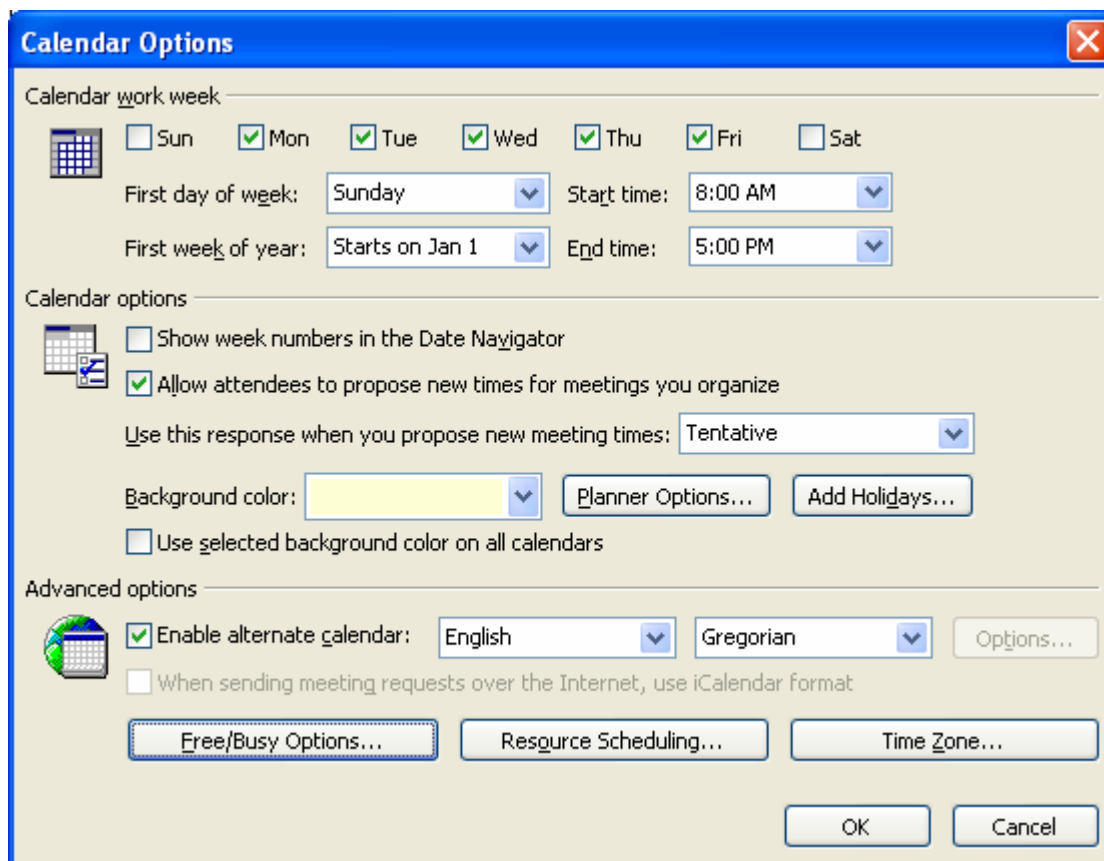 Calendar Options
Calendar work week
Sun Mon Tue Wed Thu Fri Sat
First day of week: Sunday Start time: 8:00 AM
First week of year: Starts on Jan 1 End time: 5:00 PM
Calendar options
Show week numbers in the Date Navigator
Allow attendees to propose new times for meetings you organize
Use this response when you propose new meeting times: Tentative
Background color: Planner Options... Add Holidays...
Use selected background color on all calendars
Advanced options
Enable alternate calendar: English Gregorian Options...
When sending meeting requests over the Internet, use iCalendar format
Free/Busy Options... Resource Scheduling... Time Zone...
OK Cancel